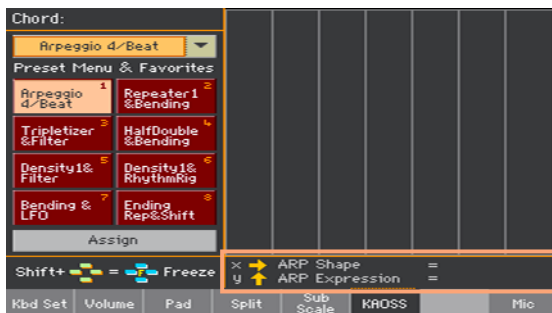 Chord:
Arpeggio 4/Beat
Preset Menu & Favorites
Arpeggio 4/Beat 1
Repeater1 &Bending 2
Tripletizer &Filter 3
HalfDouble &Bending 4
Density1& Filter 5
Density1& RhythmRig 6
Bending & LFO 7
Ending Rep&Shift 8
Assign
Shift+ = F Freeze
x ARP Shape =
y ARP Expression =
Kbd Set Volume Pad Split Sub Scale KAOSS Mic